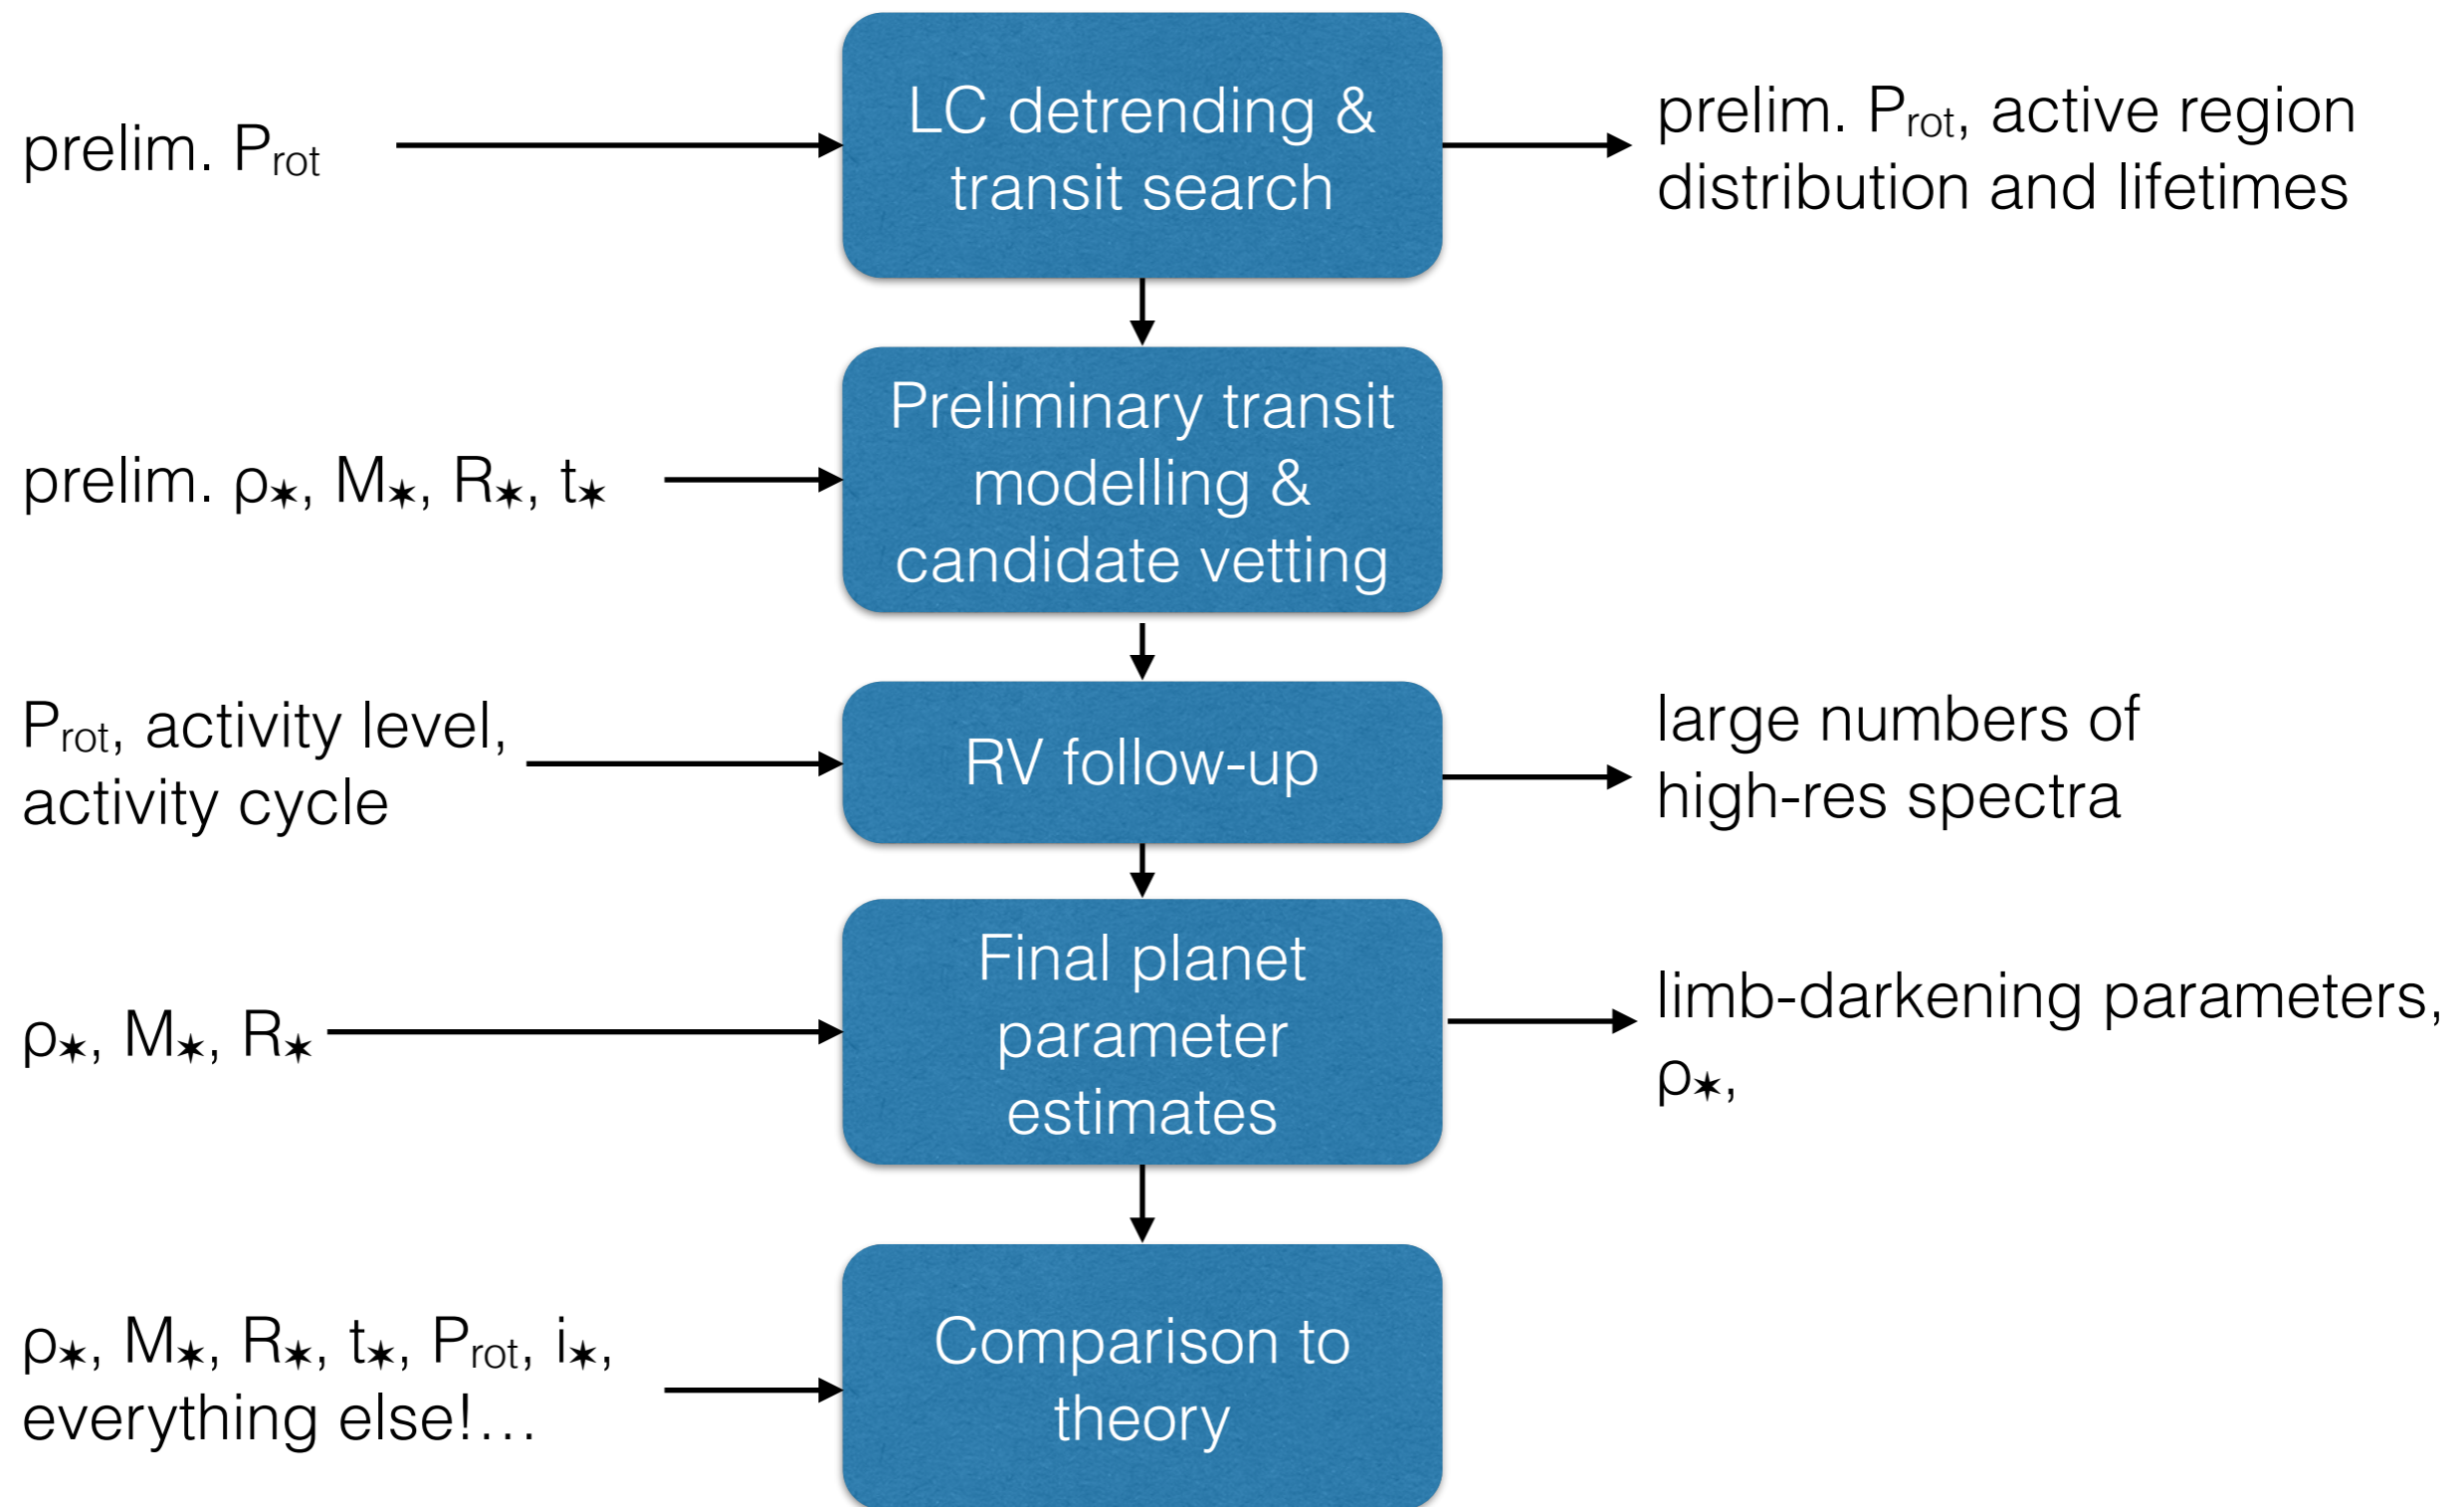 prelim. Prot
LC detrending &
transit search
prelim. Prot, active region
distribution and lifetimes
prelim. ρ✶, M✶, R✶, t✶
Preliminary transit
modelling &
candidate vetting
Prot, activity level,
activity cycle
RV follow-up
large numbers of
high-res spectra
ρ✶, M✶, R✶
Final planet
parameter
estimates
limb-darkening parameters,
ρ✶,
ρ✶, M✶, R✶, t✶, Prot, i✶,
everything else!…
Comparison to
theory